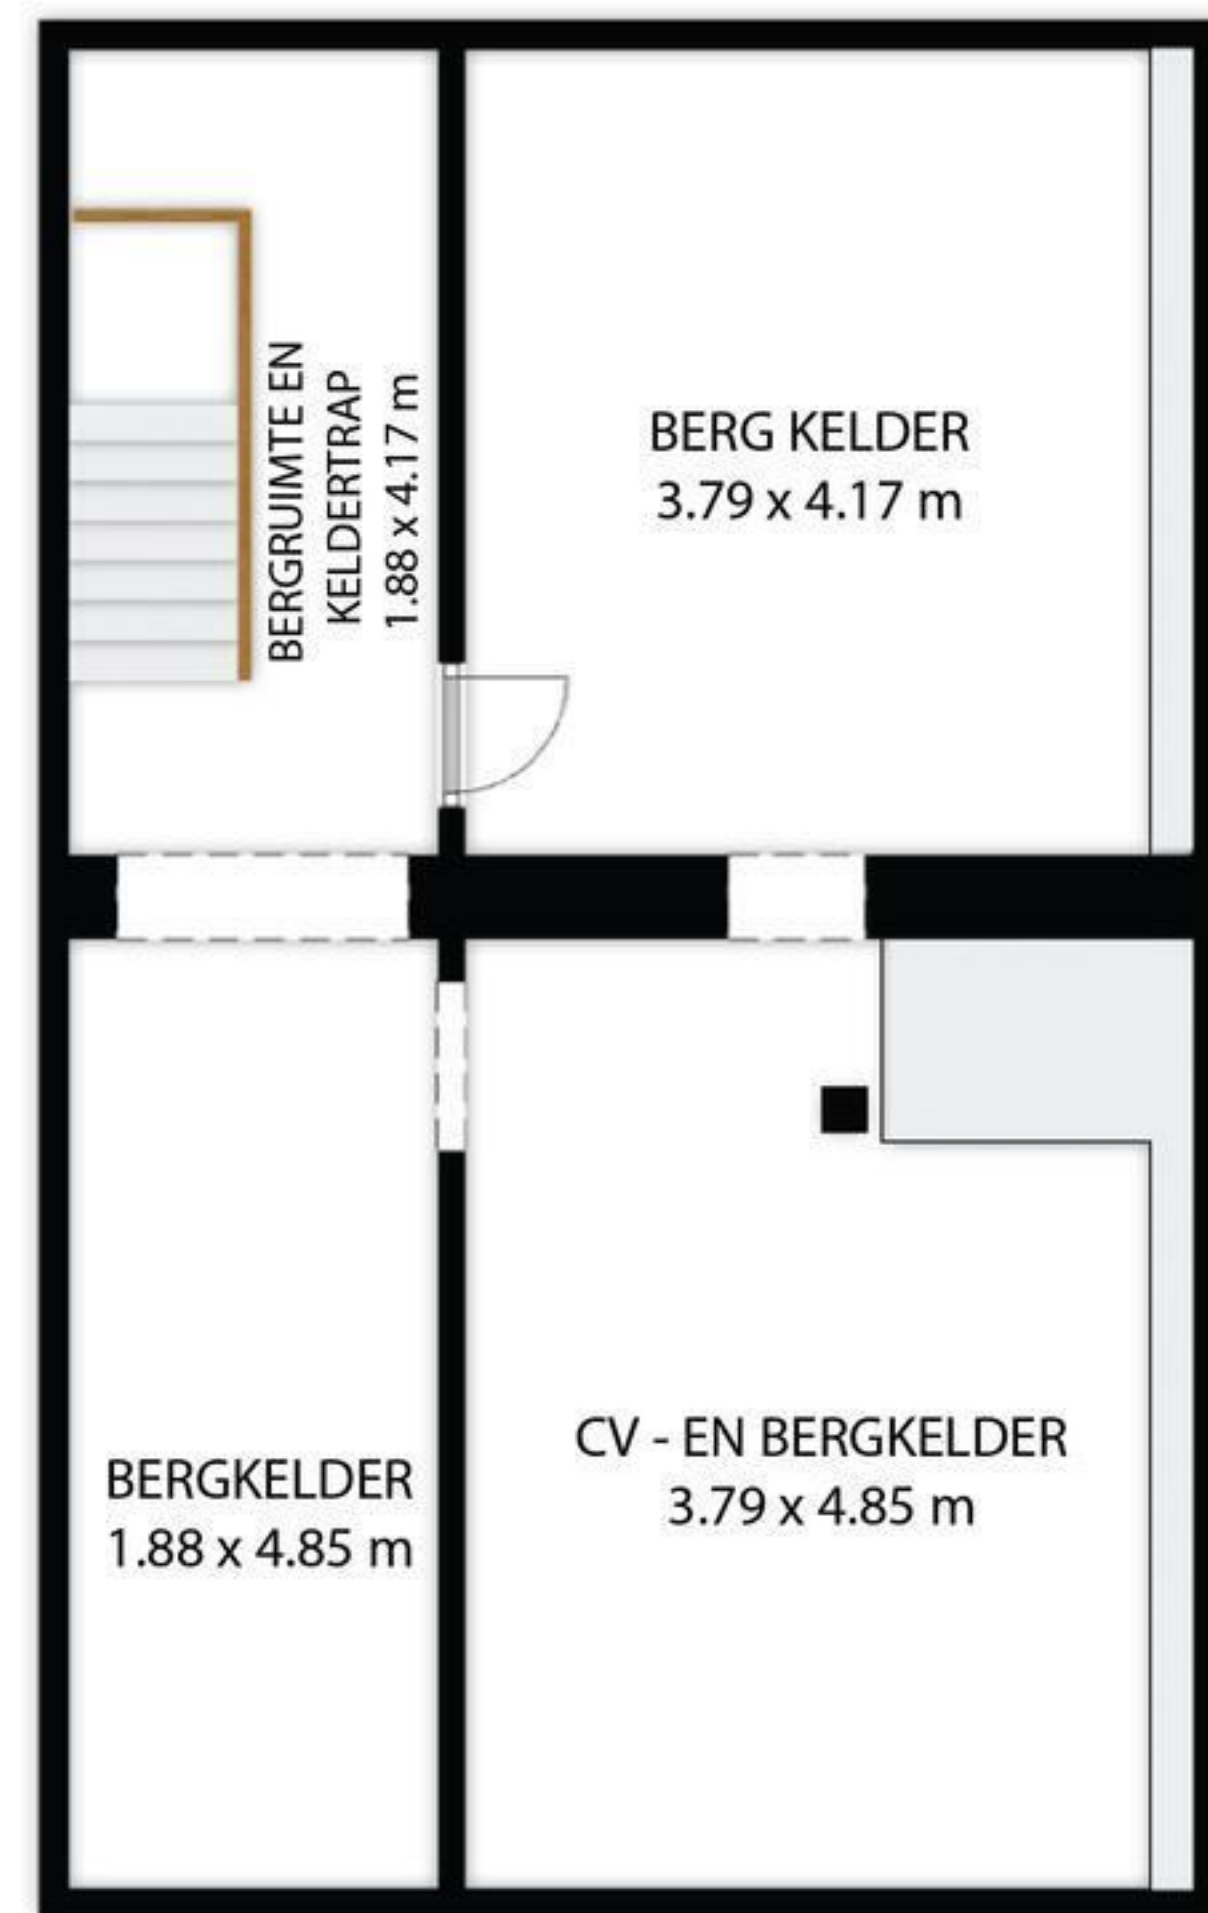 BERGRUIMTE EN
KELDERTRAP
1.88 x 4.17 m
BERG KELDER
3.79 x 4.17 m
BERGKELDER
1.88 x 4.85 m
CV - EN BERGKELDER
3.79 x 4.85 m